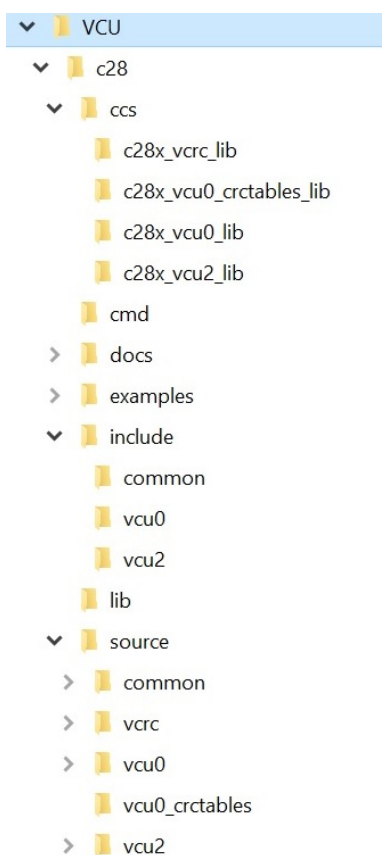 VCU
c28
ccs
c28x_vcrc_lib
c28x_vcu0_crctables_lib
c28x_vcu0_lib
c28x_vcu2_lib
cmd
docs
examples
include
common
vcu0
vcu2
lib
source
common
vcrc
vcu0
vcu0_crctables
vcu2